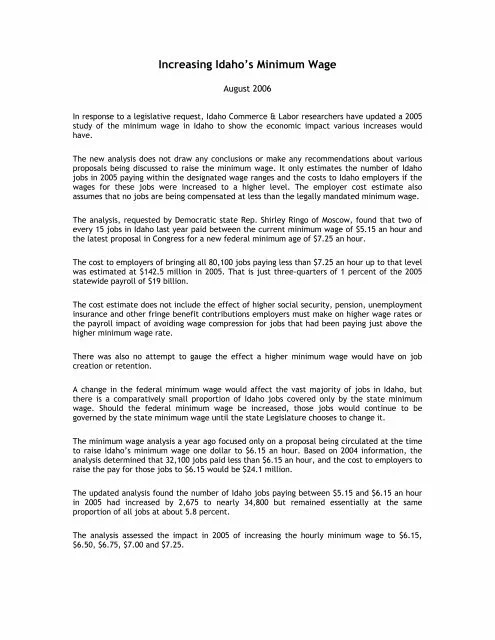 Increasing Idaho's Minimum Wage
August 2006
In response to a legislative request, Idaho Commerce & Labor researchers have updated a 2005
study of the minimum wage in Idaho to show the economic impact various increases would
have.
The new analysis does not draw any conclusions or make any recommendations about various
proposals being discussed to raise the minimum wage. It only estimates the number of Idaho
jobs in 2005 paying within the designated wage ranges and the costs to Idaho employers if the
wages for these jobs were increased to a higher level. The employer cost estimate also
assumes that no jobs are being compensated at less than the legally mandated minimum wage.
The analysis, requested by Democratic state Rep. Shirley Ringo of Moscow, found that two of
every 15 jobs in Idaho last year paid between the current minimum wage of $5.15 an hour and
the latest proposal in Congress for a new federal minimum age of $7.25 an hour.
The cost to employers of bringing all 80,100 jobs paying less than $7.25 an hour up to that level
was estimated at $142.5 million in 2005. That is just three-quarters of 1 percent of the 2005
statewide payroll of $19 billion.
The cost estimate does not include the effect of higher social security, pension, unemployment
insurance and other fringe benefit contributions employers must make on higher wage rates or
the payroll impact of avoiding wage compression for jobs that had been paying just above the
higher minimum wage rate.
There was also no attempt to gauge the effect a higher minimum wage would have on job
creation or retention.
A change in the federal minimum wage would affect the vast majority of jobs in Idaho, but
there is a comparatively small proportion of Idaho jobs covered only by the state minimum
wage. Should the federal minimum wage be increased, those jobs would continue to be
governed by the state minimum wage until the state Legislature chooses to change it.
The minimum wage analysis a year ago focused only on a proposal being circulated at the time
to raise Idaho's minimum wage one dollar to $6.15 an hour. Based on 2004 information, the
analysis determined that 32,100 jobs paid less than $6.15 an hour, and the cost to employers to
raise the pay for those jobs to $6.15 would be $24.1 million.
The updated analysis found the number of Idaho jobs paying between $5.15 and $6.15 an hour
in 2005 had increased by 2,675 to nearly 34,800 but remained essentially at the same
proportion of all jobs at about 5.8 percent.
The analysis assessed the impact in 2005 of increasing the hourly minimum wage to $6.15,
$6.50, $6.75, $7.00 and $7.25.